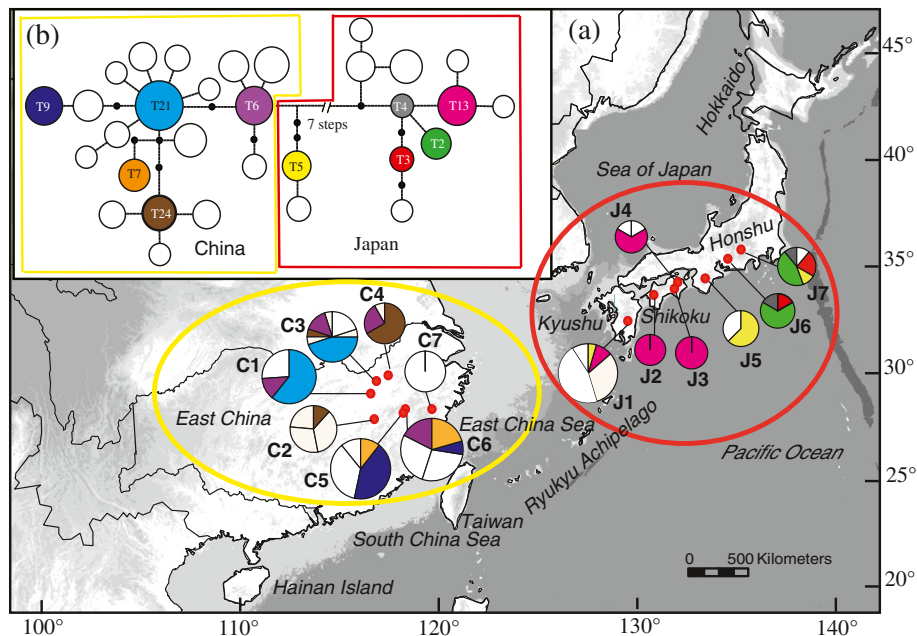 (b)
(a)
T9
T21
T6
T4
T13
7 steps
T2
T5
T3
T7
T24
China
Japan
45°
40°
35°
30°
25°
20°
Hokkaido
Sea of Japan
Honshu
J4
J7
Kyushu
Shikoku
J6
J5
J2
J3
J1
C4
C3
C7
C1
East China
C2
C6
C5
East China Sea
Ryukyu Achipelago
Pacific Ocean
Taiwan
South China Sea
Hainan Island
0 500 Kilometers
100° 110° 120° 130° 140°